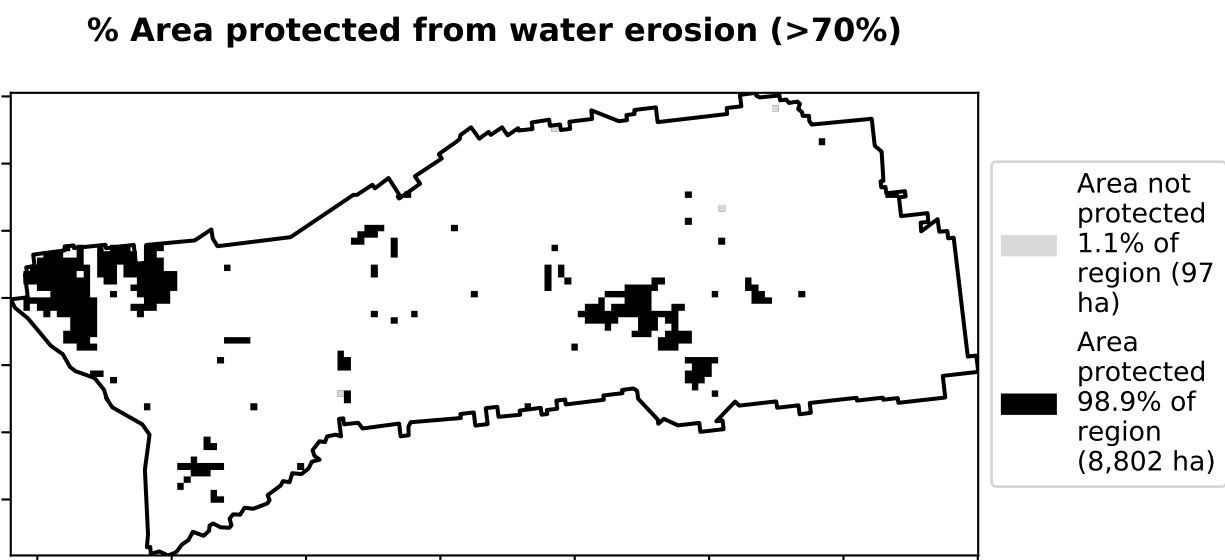 % Area protected from water erosion (>70%)
Area not
protected
1.1% of
region (97
ha)
Area
protected
98.9% of
region
(8,802 ha)